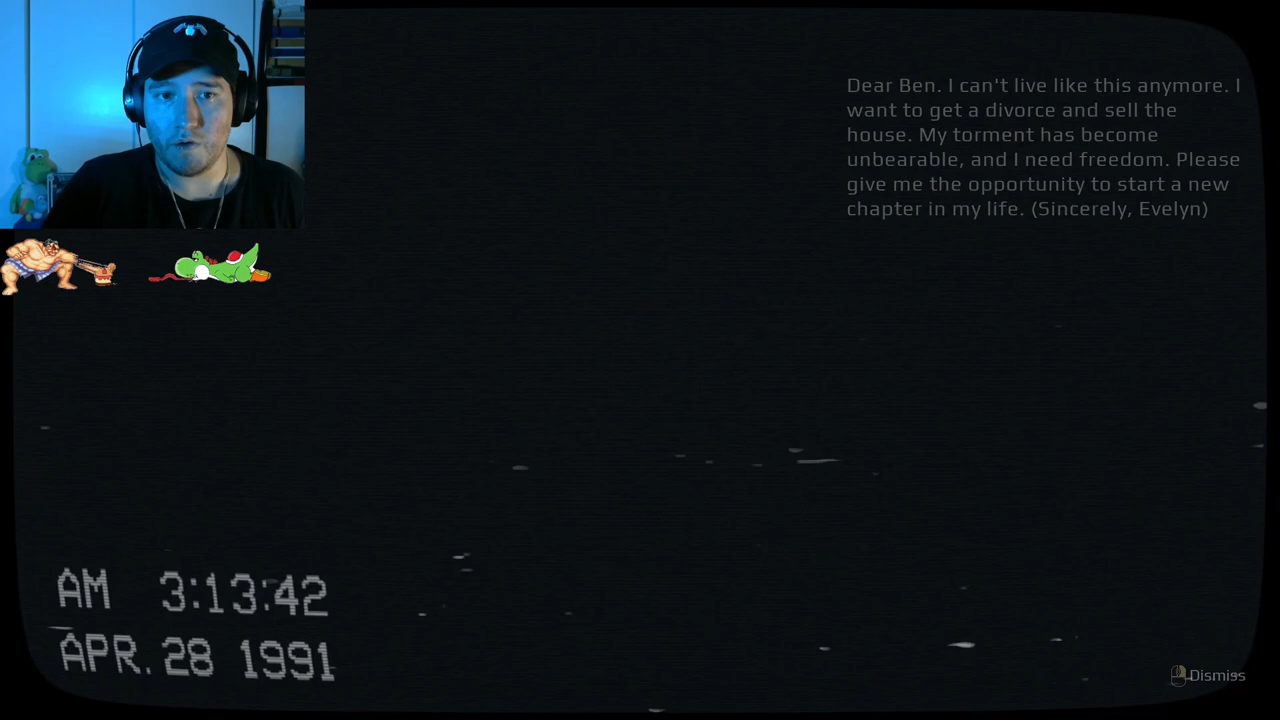 Dear Ben. I can't live like this anymore. I
want to get a divorce and sell the
house. My torment has become
unbearable, and I need freedom. Please
give me the opportunity to start a new
chapter in my life. (Sincerely, Evelyn)
AM 3:13:42
APR. 28 1991
Dismiss